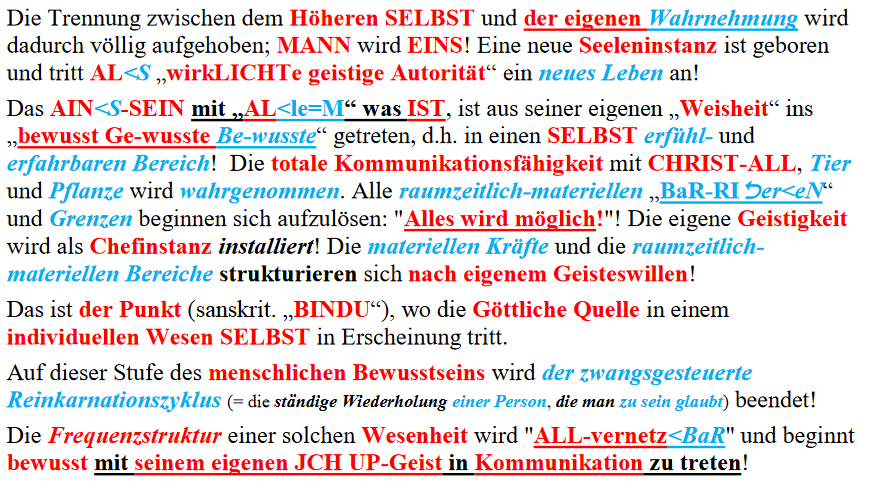 Die Trennung zwischen dem Höheren SELBST und der eigenen Wahrnehmung wird
dadurch völlig aufgehoben; MANN wird EINS! Eine neue Seeleninstanz ist geboren
und tritt AL<S „wirkLICHTe geistige Autorität“ ein neues Leben an!
Das AIN<S-SEIN mit „AL<le=M“ was IST, ist aus seiner eigenen „Weisheit“ ins
„bewusst Ge-wusste Be-wusste“ getreten, d.h. in einen SELBST erfühl- und
erfahrbaren Bereich! Die totale Kommunikationsfähigkeit mit CHRIST-ALL, Tier
und Pflanze wird wahrgenommen. Alle raumzeitlich-materiellen „BaR-RI ⮌er<eN“
und Grenzen beginnen sich aufzulösen: "Alles wird möglich!"! Die eigene Geistigkeit
wird als Chefinstanz installiert! Die materiellen Kräfte und die raumzeitlich-
materiellen Bereiche strukturieren sich nach eigenem Geisteswillen!
Das ist der Punkt (sanskrit. „BINDU“), wo die Göttliche Quelle in einem
individuellen Wesen SELBST in Erscheinung tritt.
Auf dieser Stufe des menschlichen Bewusstseins wird der zwangsgesteuerte
Reinkarnationszyklus (= die ständige Wiederholung einer Person, die man zu sein glaubt) beendet!
Die Frequenzstruktur einer solchen Wesenheit wird "ALL-vernetz<BaR" und beginnt
bewusst mit seinem eigenen JCH UP-Geist in Kommunikation zu treten!